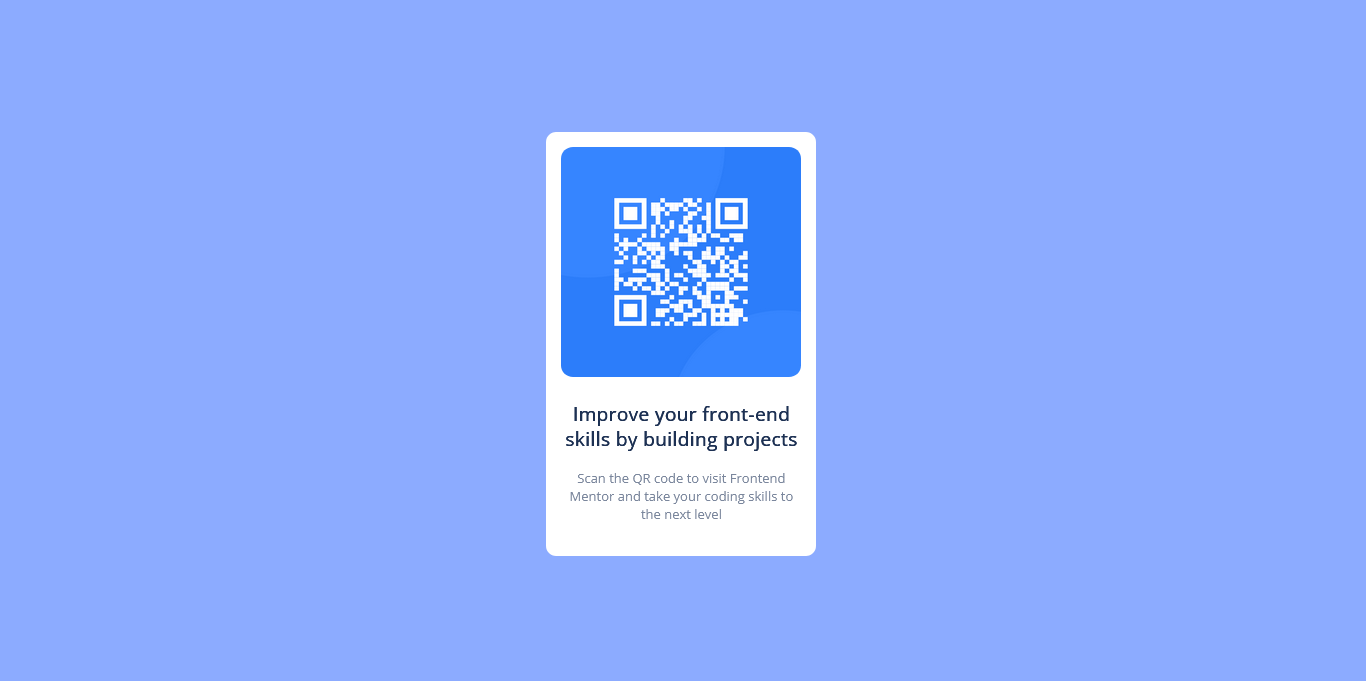 Improve your front-end
skills by building projects
Scan the QR code to visit Frontend
Mentor and take your coding skills to
the next level